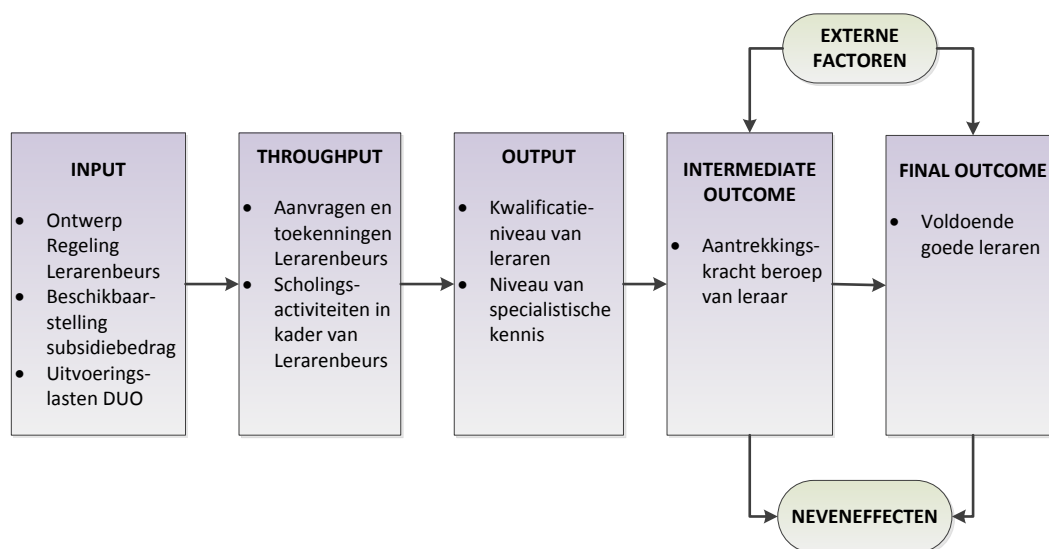 EXTERNE
FACTOREN
INPUT
• Ontwerp
Regeling
Lerarenbeurs
• Beschikbaar-
stelling
subsidiebedrag
• Uitvoerings-
lasten DUO
THROUGHPUT
• Aanvragen en
toekenningen
Lerarenbeurs
• Scholings-
activiteiten in
kader van
Lerarenbeurs
OUTPUT
• Kwalificatie-
niveau van
leraren
• Niveau van
specialistische
kennis
INTERMEDIATE
OUTCOME
• Aantrekkings-
kracht beroep
van leraar
FINAL OUTCOME
• Voldoende
goede leraren
NEVENEFFECTEN